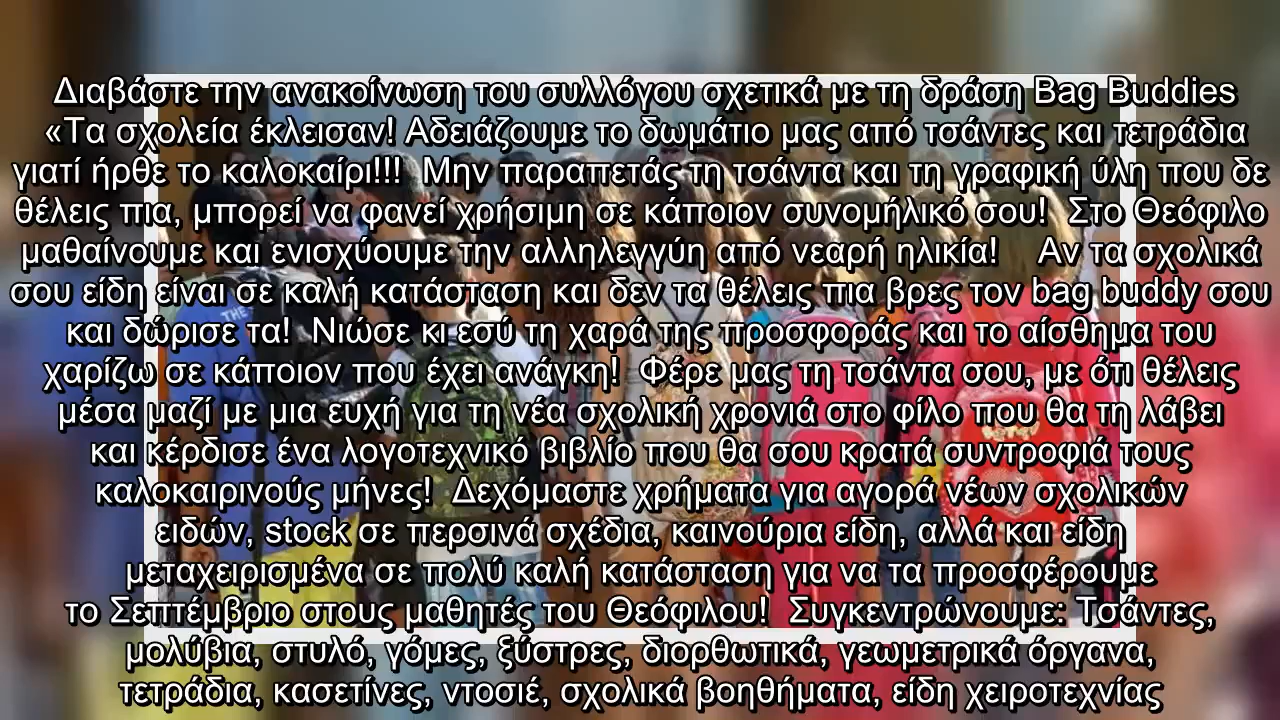 Διαβάστε την ανακοίνωση του συλλόγου σχετικά με τη δράση Bag Buddies
«Τα σχολεία έκλεισαν! Αδειάζουμε το δωμάτιο μας από τσάντες και τετράδια
γιατί ήρθε το καλοκαίρι!!!  Μην παραπετάς τη τσάντα και τη γραφική ύλη που δε
θέλεις πια, μπορεί να φανεί χρήσιμη σε κάποιον συνομήλικό σου!  Στο Θεόφιλο
μαθαίνουμε και ενισχύουμε την αλληλεγγύη από νεαρή ηλικία!    Αν τα σχολικά
σου είδη είναι σε καλή κατάσταση και δεν τα θέλεις πια βρες τον bag buddy σου
και δώρισε τα!  Νιώσε κι εσύ τη χαρά της προσφοράς και το αίσθημα του
χαρίζω σε κάποιον που έχει ανάγκη!  Φέρε μας τη τσάντα σου, με ότι θέλεις
μέσα μαζί με μια ευχή για τη νέα σχολική χρονιά στο φίλο που θα τη λάβει
και κέρδισε ένα λογοτεχνικό βιβλίο που θα σου κρατά συντροφιά τους
καλοκαιρινούς μήνες!  Δεχόμαστε χρήματα για αγορά νέων σχολικών
ειδών, stock σε περσινά σχέδια, καινούρια είδη, αλλά και είδη
μεταχειρισμένα σε πολύ καλή κατάσταση για να τα προσφέρουμε
το Σεπτέμβριο στους μαθητές του Θεόφιλου!  Συγκεντρώνουμε: Τσάντες,
μολύβια, στυλό, γόμες, ξύστρες, διορθωτικά, γεωμετρικά όργανα,
τετράδια, κασετίνες, ντοσιέ, σχολικά βοηθήματα, είδη χειροτεχνίας